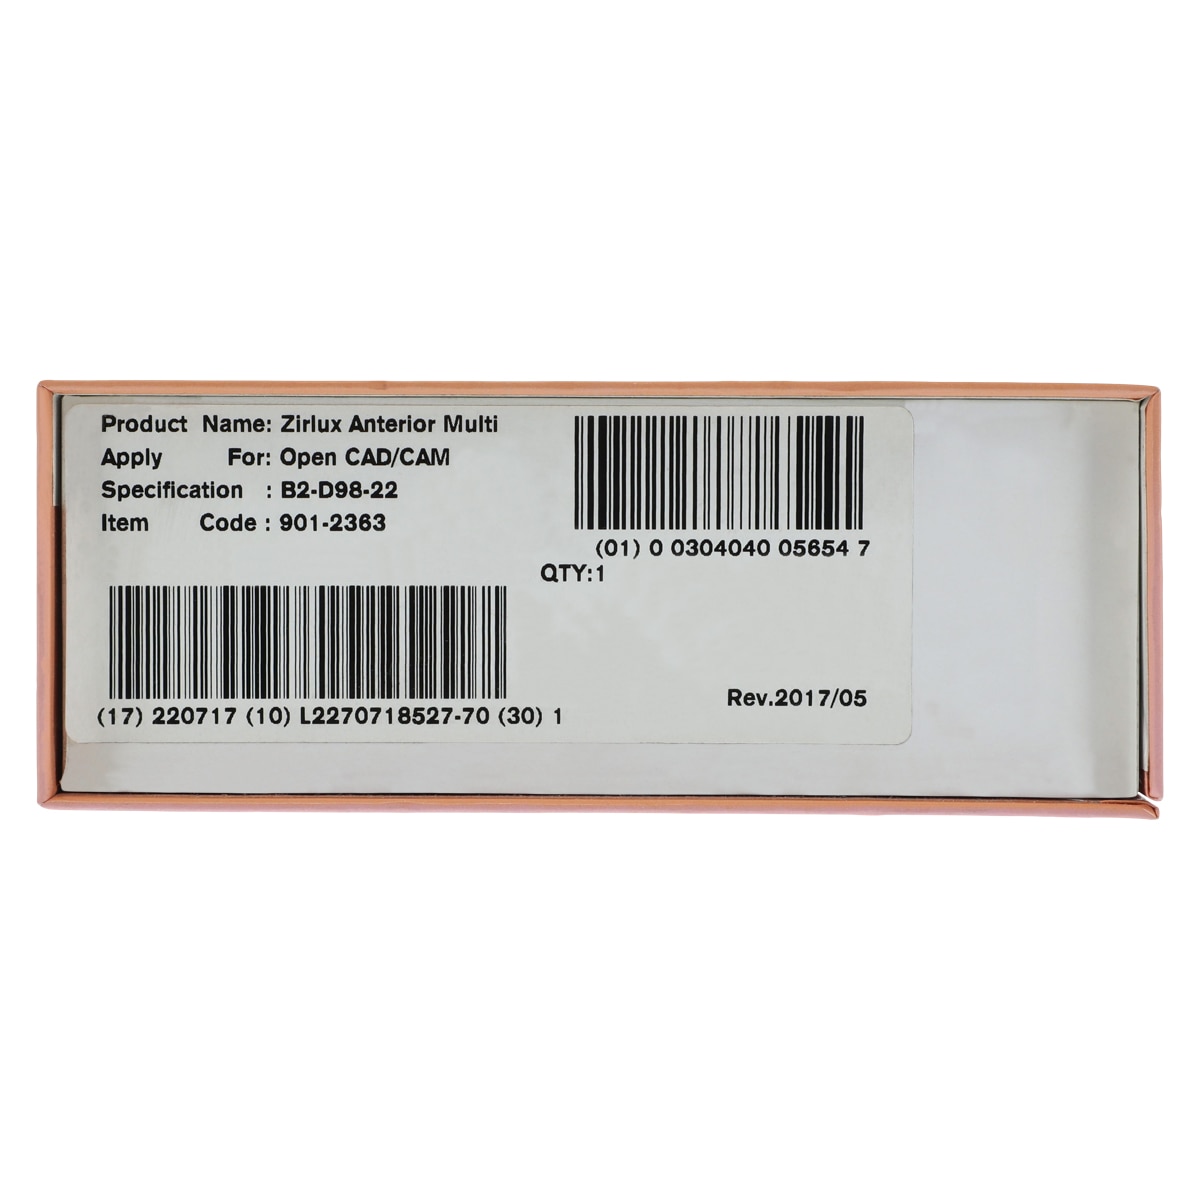 Product Name: Zirlux Anterior Multi
Apply For: Open CAD/CAM
Specification : B2-D98-22
Item Code : 901-2363
(01) 0 0304040 05654 7
QTY:1
(17) 220717 (10) L2270718527-70 (30) 1
Rev.2017/05